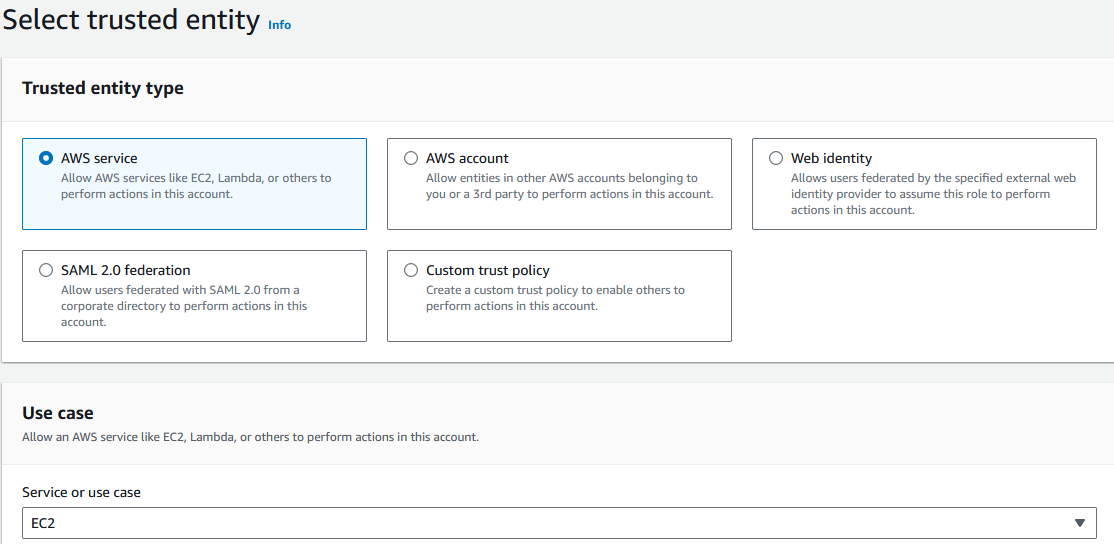 Select trusted entity Info
Trusted entity type
AWS service
Allow AWS services like EC2, Lambda, or others to
perform actions in this account.
AWS account
Allow entities in other AWS accounts belonging to
you or a 3rd party to perform actions in this account.
Web identity
Allows users federated by the specified external web
identity provider to assume this role to perform
actions in this account.
SAML 2.0 federation
Allow users federated with SAML 2.0 from a
corporate directory to perform actions in this
account.
Custom trust policy
Create a custom trust policy to enable others to
perform actions in this account.
Use case
Allow an AWS service like EC2, Lambda, or others to perform actions in this account.
Service or use case
EC2